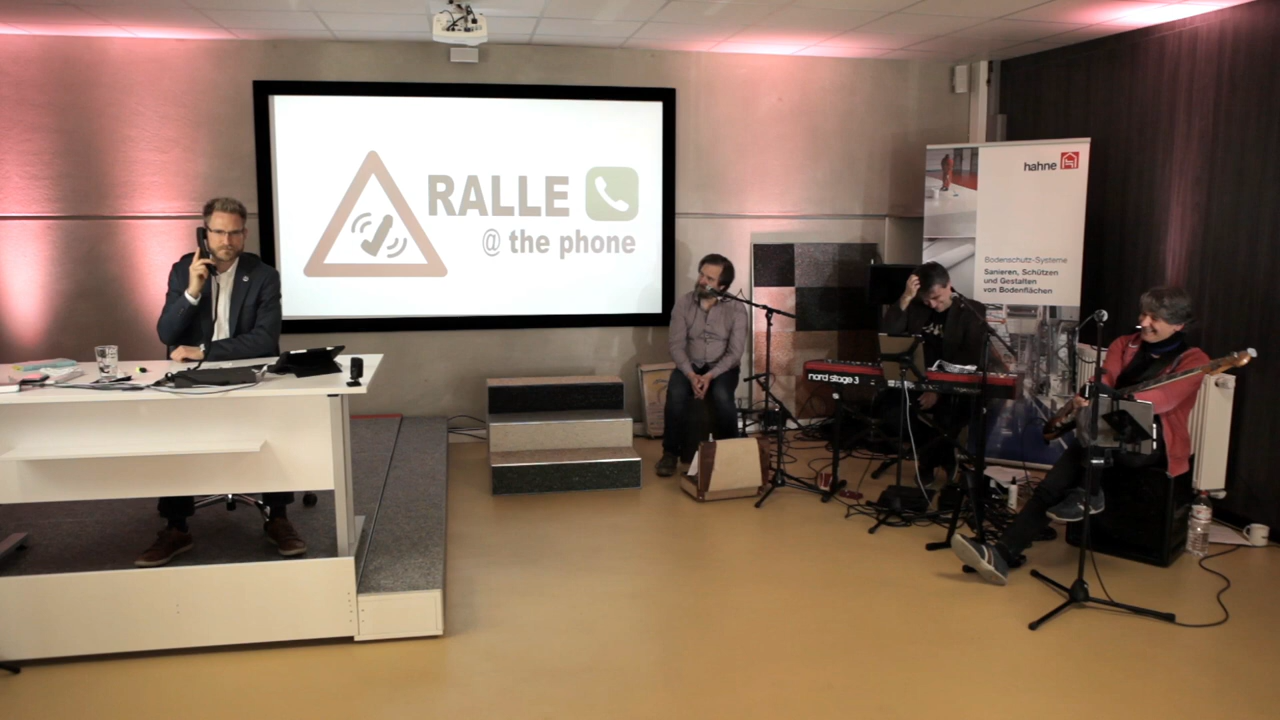 RALLE
@ the phone
hahne
Bodenschutz-Systeme
Sanieren, Schützen
und Gestalten
von Bodenflächen
nord stage 3